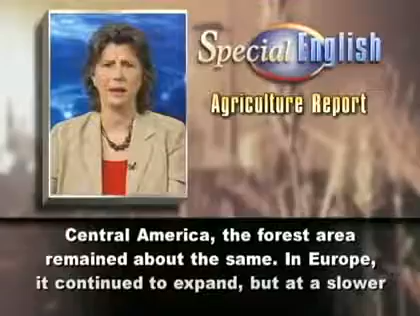 Special English
Agriculture Report
Central America, the forest area
remained about the same. In Europe,
it continued to expand, but at a slower